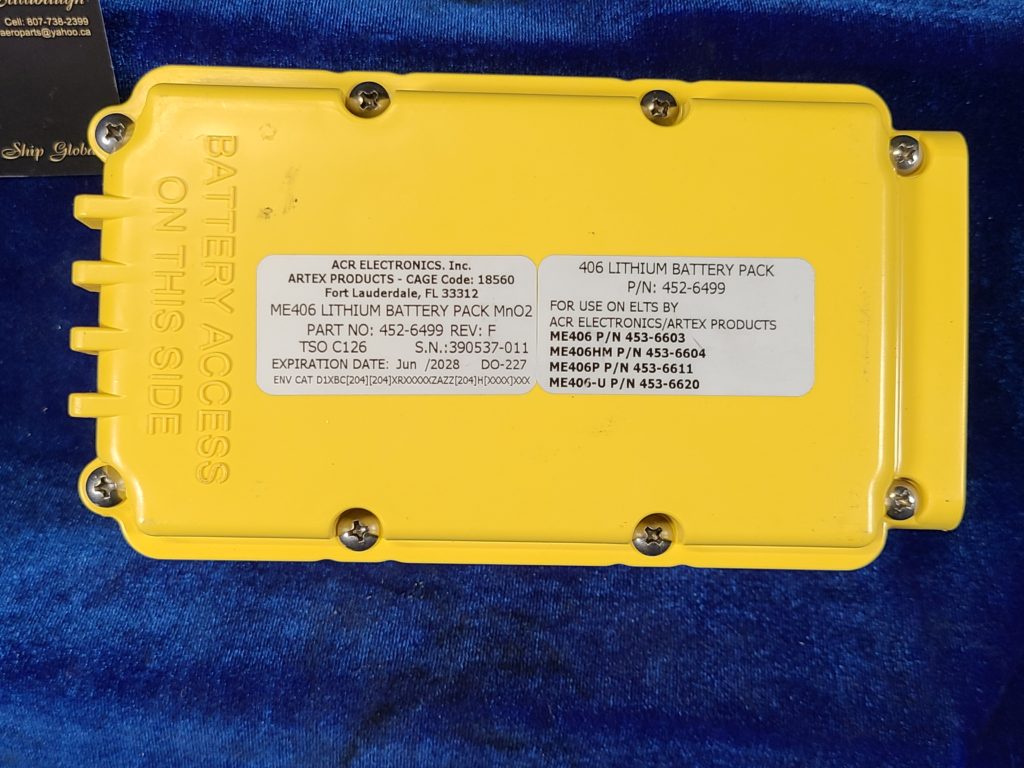 Cell: 807-738-2399
aeroparts@yahoo.ca
Ship Globa
BATTERY ACCESS
ON THIS SIDE
ACR ELECTRONICS. Inc.
ARTEX PRODUCTS - CAGE Code: 18560
Fort Lauderdale, FL 33312
ME406 LITHIUM BATTERY PACK MnO2
PART NO: 452-6499 REV: F
TSO C126 S.N.:390537-011
EXPIRATION DATE: Jun /2028 DO-227
ENV CAT D1XBC[204][204]XRXXXXXZAZZ[204]H[XXXX]XXX
406 LITHIUM BATTERY PACK
P/N: 452-6499
FOR USE ON ELTS BY
ACR ELECTRONICS/ARTEX PRODUCTS
ME406 P/N 453-6603
ME406HM P/N 453-6604
ME406P P/N 453-6611
ME406-U P/N 453-6620